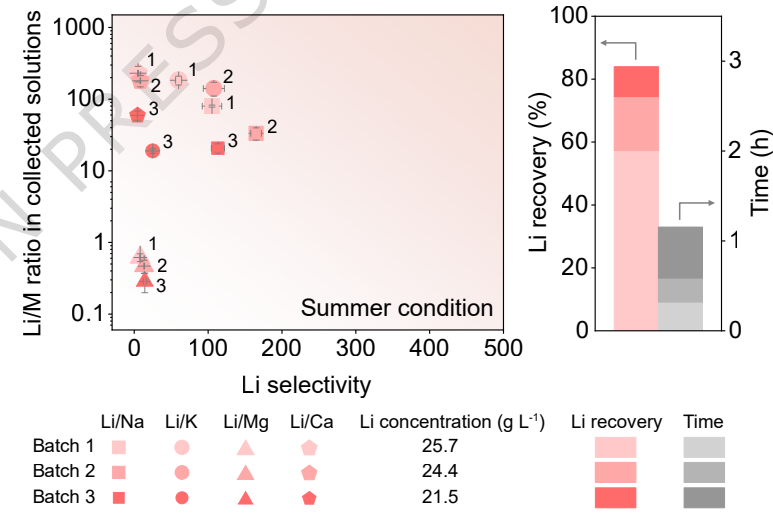 Li/M ratio in collected solutions
1000
100
10
1
0.1
1
2
1
2
1
3
2
3
3
1
2
3
Summer condition
0 100 200 300 400 500
Li selectivity
Li recovery (%)
100
80
60
40
20
0
3
2
1
0
Time (h)
N PRESS
Li/Na Li/K Li/Mg Li/Ca Li concentration (g L⁻¹) Li recovery Time
Batch 1 25.7
Batch 2 24.4
Batch 3 21.5